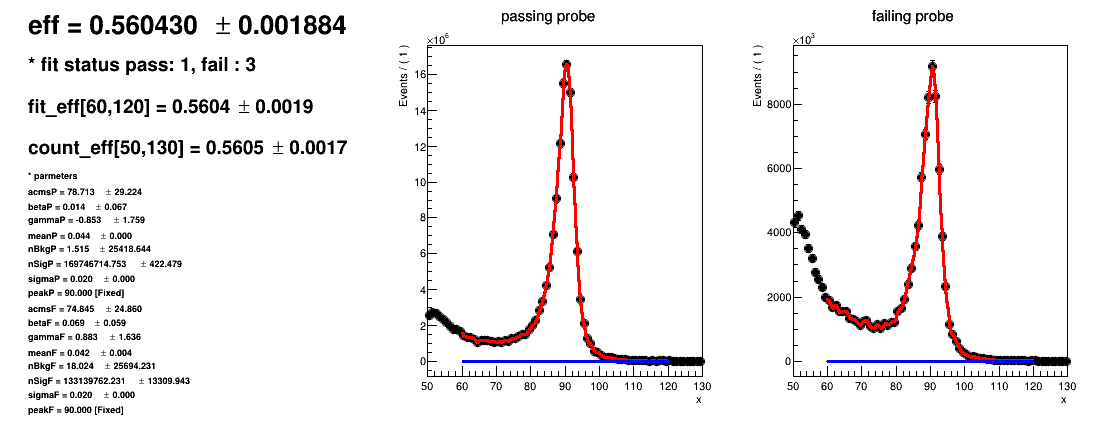 eff = 0.560430 ± 0.001884
* fit status pass: 1, fail : 3
fit_eff[60,120] = 0.5604 ± 0.0019
count_eff[50,130] = 0.5605 ± 0.0017
* parmeters
acmsP = 78.713 ± 29.224
betaP = 0.014 ± 0.067
gammaP = -0.853 ± 1.759
meanP = 0.044 ± 0.000
nBkgP = 1.515 ± 25418.644
nSigP = 169746714.753 ± 422.479
sigmaP = 0.020 ± 0.000
peakP = 90.000 [Fixed]
acmsF = 74.845 ± 24.860
betaF = 0.069 ± 0.059
gammaF = 0.883 ± 1.636
meanF = 0.042 ± 0.004
nBkgF = 18.024 ± 25694.231
nSigF = 133139762.231 ± 13309.943
sigmaF = 0.020 ± 0.000
peakF = 90.000 [Fixed]
passing probe
×10⁶
Events / ( 1 )
16
14
12
10
8
6
4
2
0
50 60 70 80 90 100 110 120 130
x
failing probe
×10³
Events / ( 1 )
8000
6000
4000
2000
0
50 60 70 80 90 100 110 120 130
x